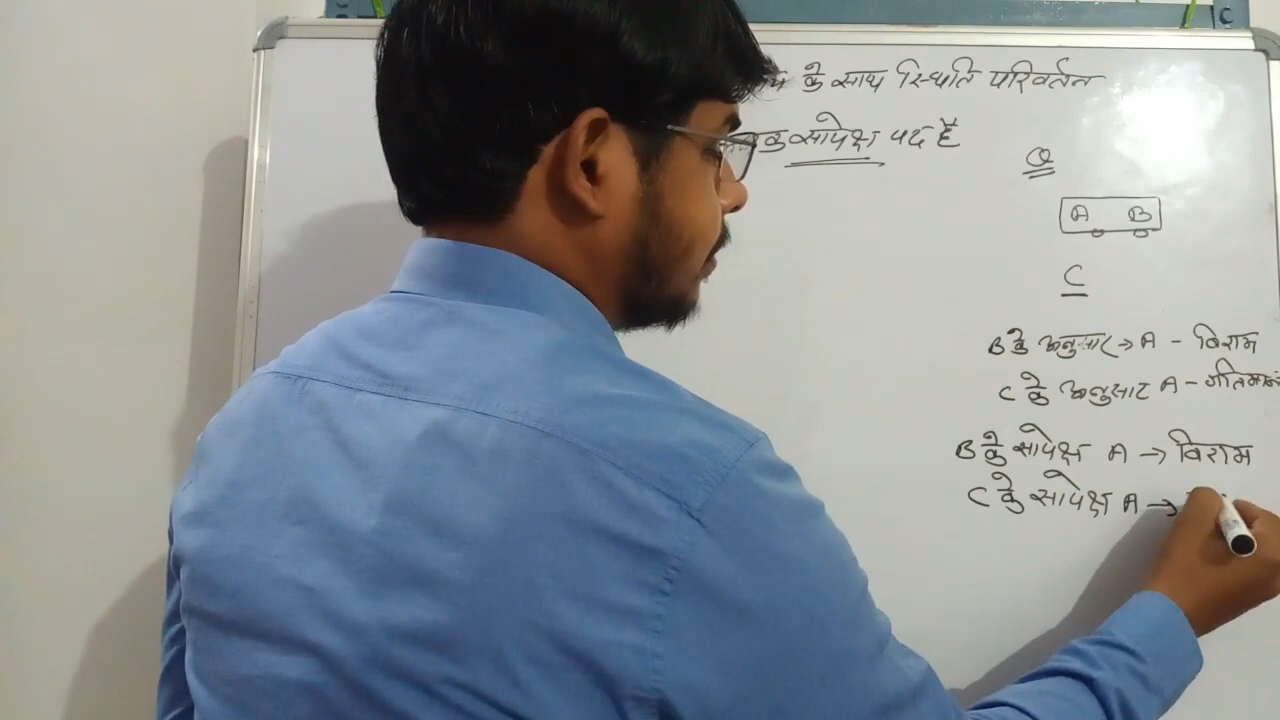 के साथ स्थिति परिवर्तन
सापेक्ष पद है
Q
A B
C
B के अनुसार → A - विराम
C के अनुसार A - गतिमान
B के सापेक्ष A → विराम
C के सापेक्ष A →
C